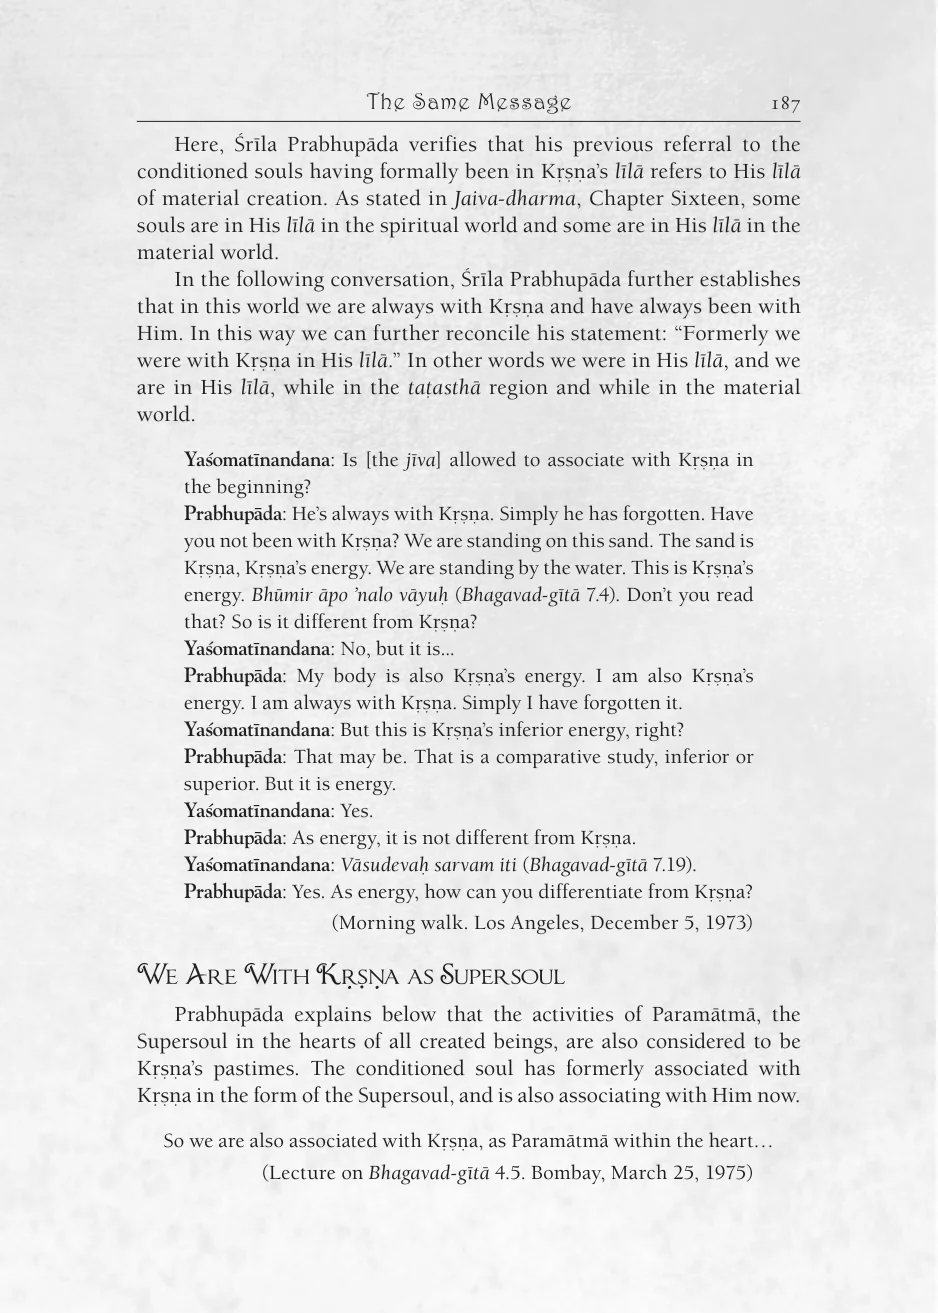 The Same Message 187
Here, Śrīla Prabhupāda verifies that his previous referral to the
conditioned souls having formally been in Kṛṣṇa's līlā refers to His līlā
of material creation. As stated in Jaiva-dharma, Chapter Sixteen, some
souls are in His līlā in the spiritual world and some are in His līlā in the
material world.
In the following conversation, Śrīla Prabhupāda further establishes
that in this world we are always with Kṛṣṇa and have always been with
Him. In this way we can further reconcile his statement: “Formerly we
were with Kṛṣṇa in His līlā.” In other words we were in His līlā, and we
are in His līlā, while in the taṭasthā region and while in the material
world.
Yaśomatīnandana: Is [the jīva] allowed to associate with Kṛṣṇa in
the beginning?
Prabhupāda: He's always with Kṛṣṇa. Simply he has forgotten. Have
you not been with Kṛṣṇa? We are standing on this sand. The sand is
Kṛṣṇa, Kṛṣṇa's energy. We are standing by the water. This is Kṛṣṇa's
energy. Bhūmir āpo 'nalo vāyuḥ (Bhagavad-gītā 7.4). Don't you read
that? So is it different from Kṛṣṇa?
Yaśomatīnandana: No, but it is...
Prabhupāda: My body is also Kṛṣṇa's energy. I am also Kṛṣṇa's
energy. I am always with Kṛṣṇa. Simply I have forgotten it.
Yaśomatīnandana: But this is Kṛṣṇa's inferior energy, right?
Prabhupāda: That may be. That is a comparative study, inferior or
superior. But it is energy.
Yaśomatīnandana: Yes.
Prabhupāda: As energy, it is not different from Kṛṣṇa.
Yaśomatīnandana: Vāsudevaḥ sarvam iti (Bhagavad-gītā 7.19).
Prabhupāda: Yes. As energy, how can you differentiate from Kṛṣṇa?
(Morning walk. Los Angeles, December 5, 1973)
We Are With Kṛṣṇa as Supersoul
Prabhupāda explains below that the activities of Paramātmā, the
Supersoul in the hearts of all created beings, are also considered to be
Kṛṣṇa's pastimes. The conditioned soul has formerly associated with
Kṛṣṇa in the form of the Supersoul, and is also associating with Him now.
So we are also associated with Kṛṣṇa, as Paramātmā within the heart…
(Lecture on Bhagavad-gītā 4.5. Bombay, March 25, 1975)